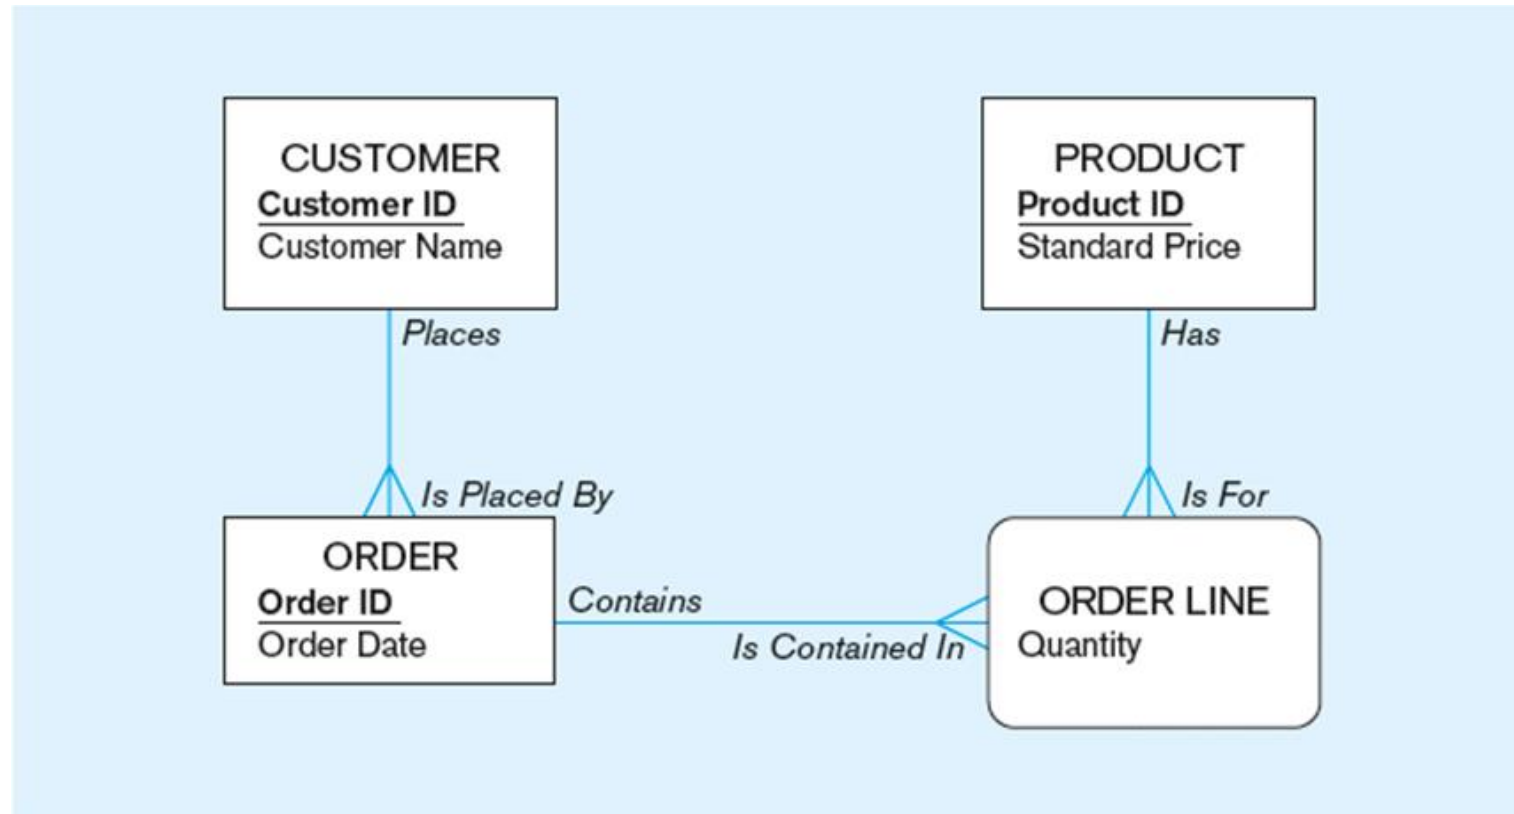 CUSTOMER
Customer ID
Customer Name
Places
Is Placed By
ORDER
Order ID
Order Date
Contains
Is Contained In
PRODUCT
Product ID
Standard Price
Has
Is For
ORDER LINE
Quantity